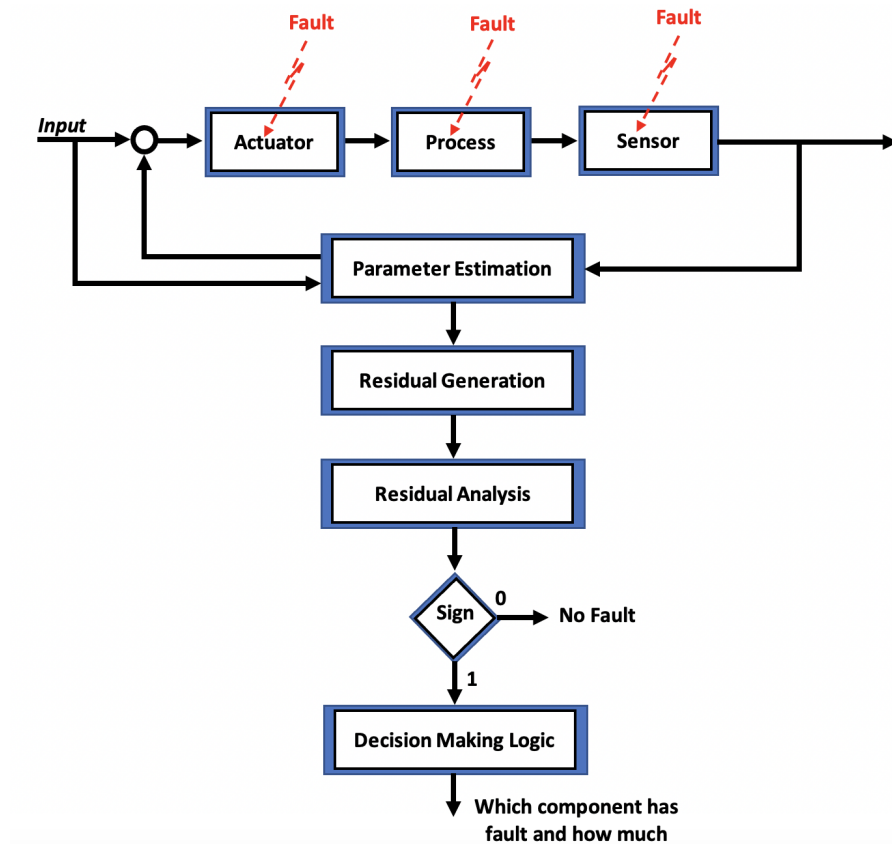 Fault
Fault
Fault
Input
Actuator
Process
Sensor
Parameter Estimation
Residual Generation
Residual Analysis
Sign
0
No Fault
1
Decision Making Logic
Which component has
fault and how much